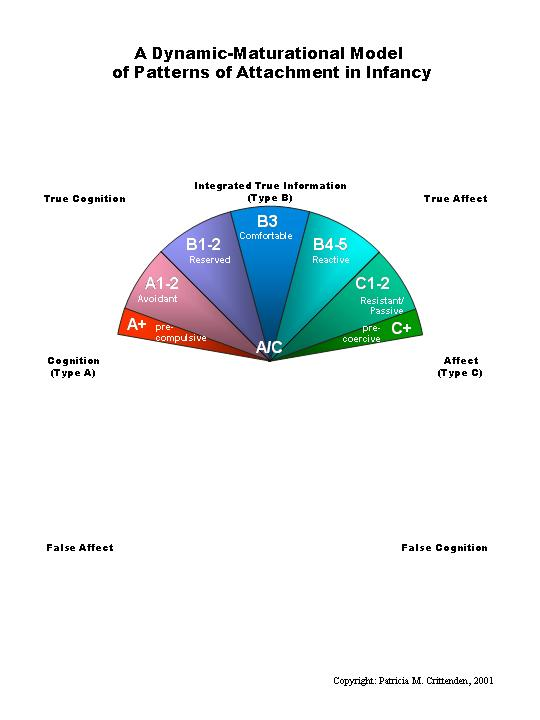 A Dynamic-Maturational Model
of Patterns of Attachment in Infancy
Integrated True Information
(Type B)
True Cognition
True Affect
B3
Comfortable
B1-2
Reserved
B4-5
Reactive
A1-2
Avoidant
C1-2
Resistant/
Passive
A+
pre-
compulsive
pre-
coercive
C+
A/C
Cognition
(Type A)
Affect
(Type C)
False Affect
False Cognition
Copyright: Patricia M. Crittenden, 2001